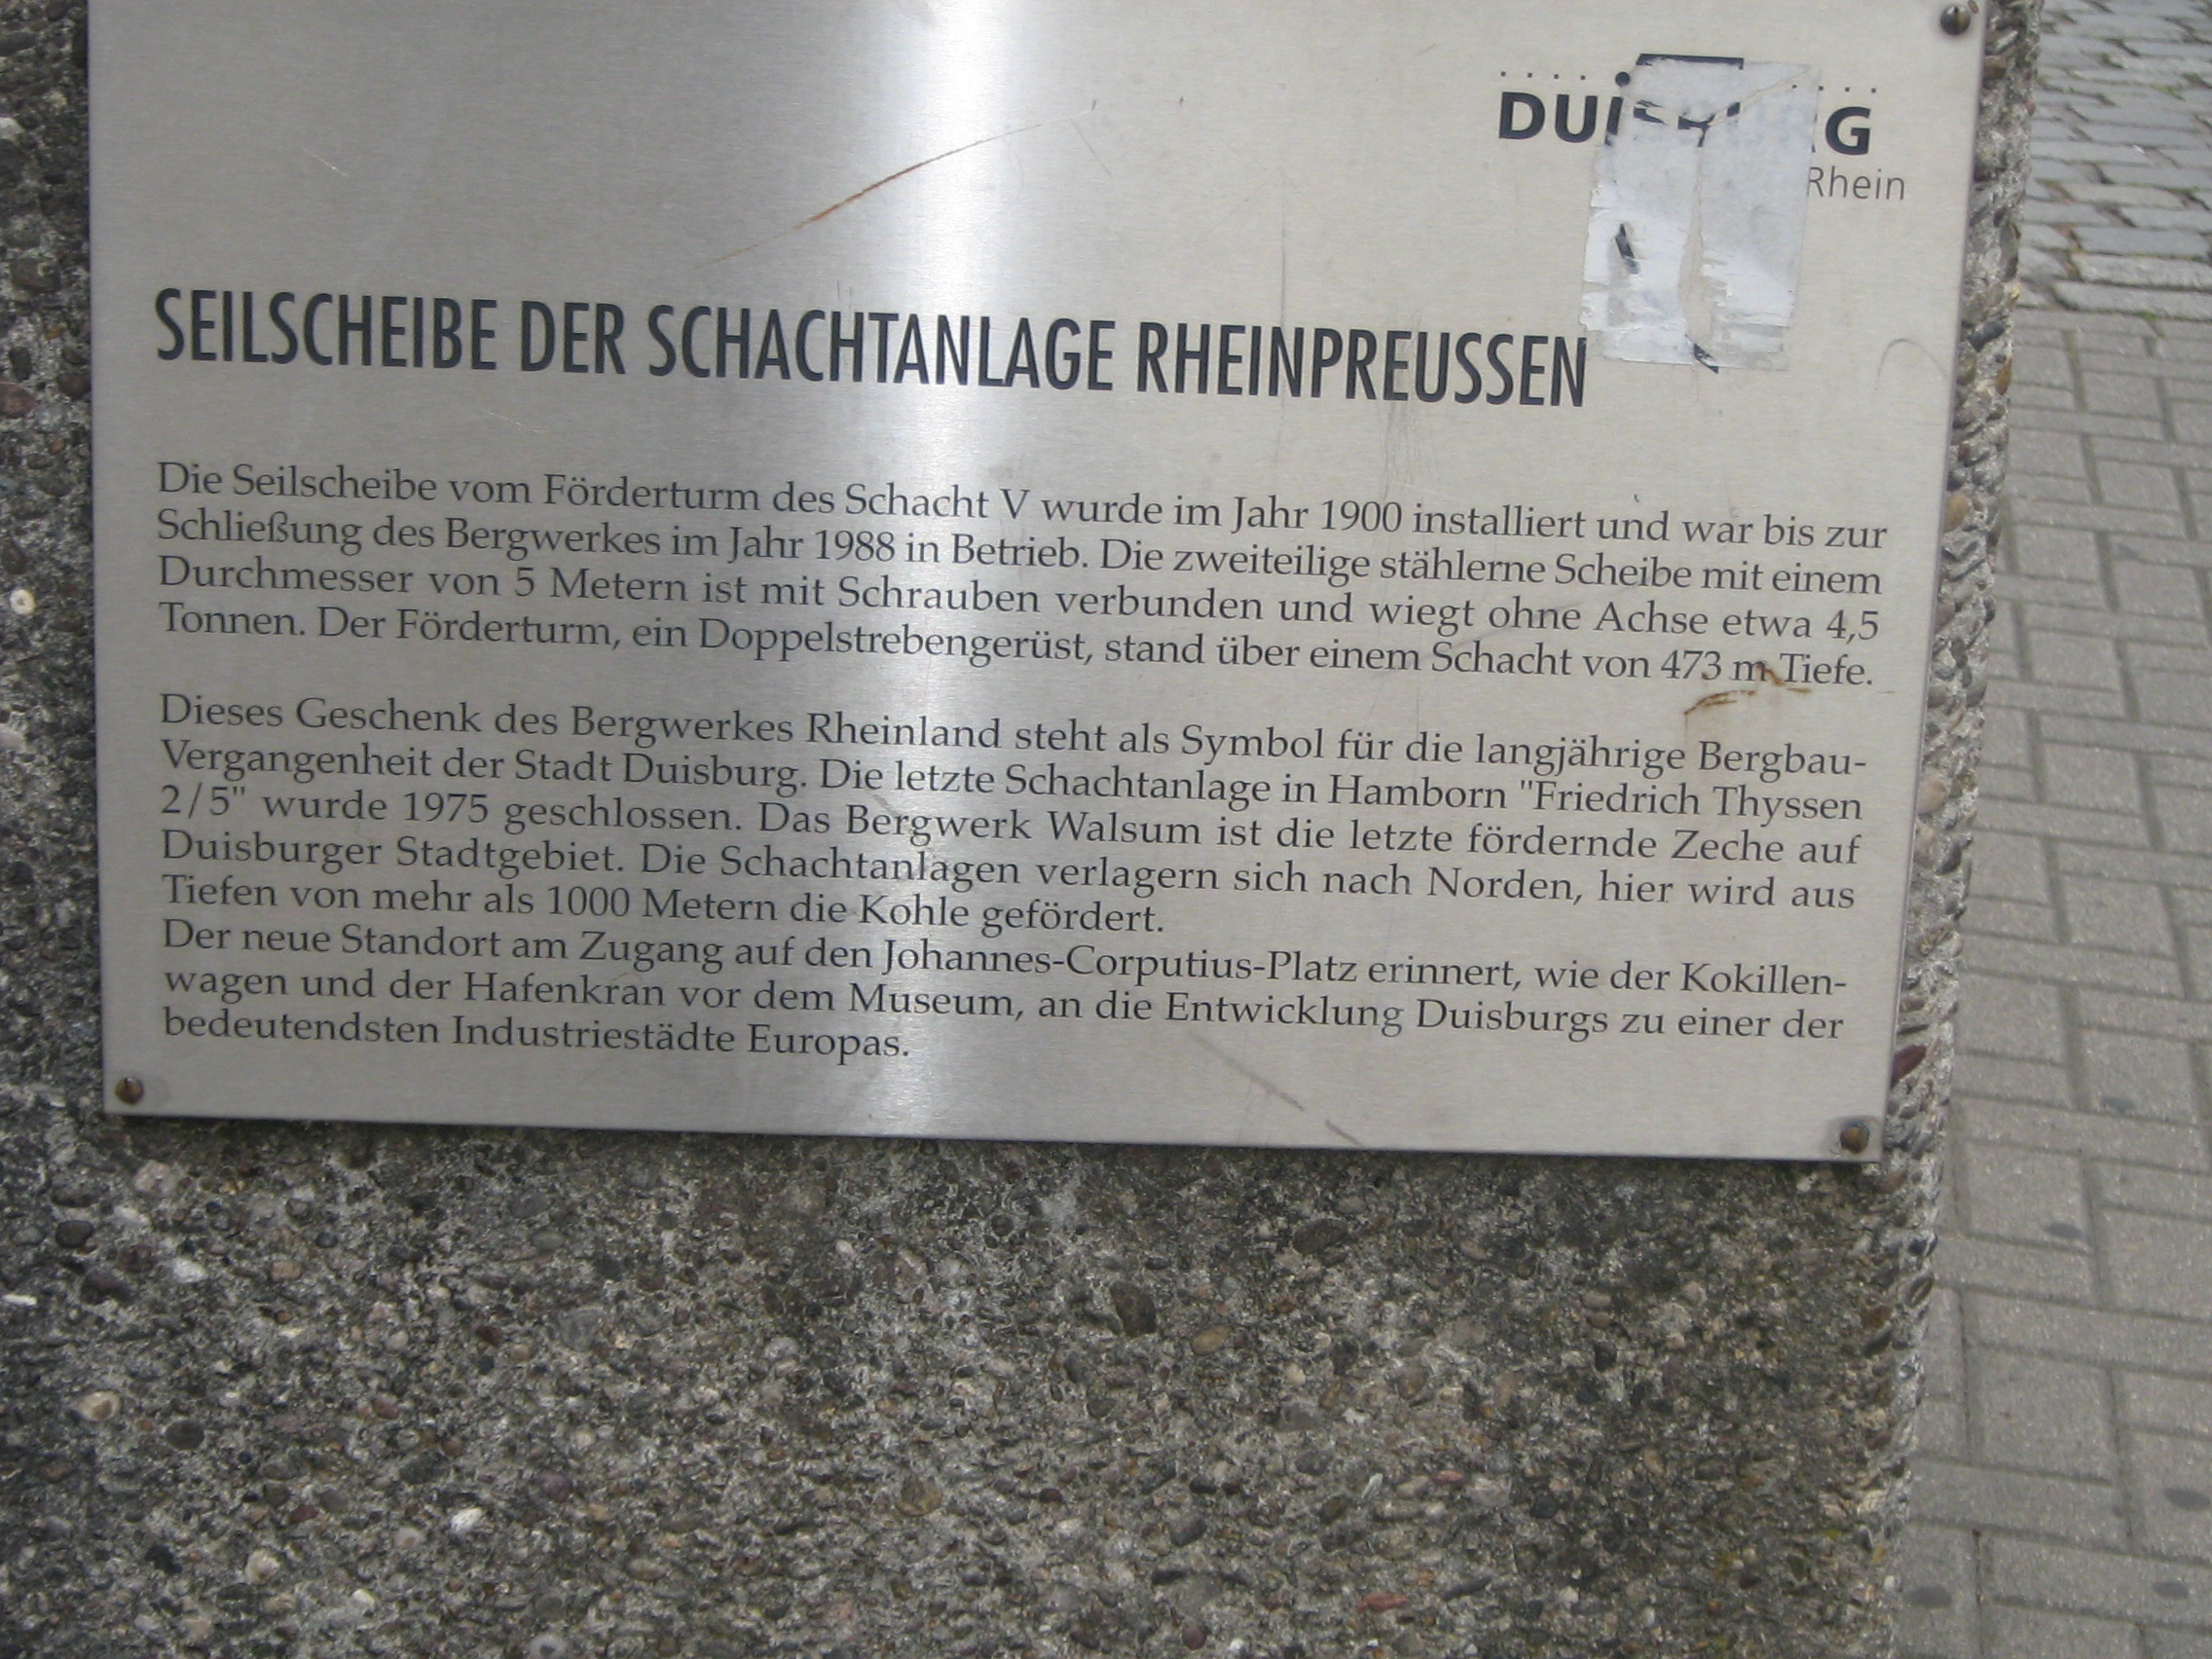 DUISBURG
Rhein
SEILSCHEIBE DER SCHACHTANLAGE RHEINPREUSSEN
Die Seilscheibe vom Förderturm des Schacht V wurde im Jahr 1900 installiert und war bis zur
Schließung des Bergwerkes im Jahr 1988 in Betrieb. Die zweiteilige stählerne Scheibe mit einem
Durchmesser von 5 Metern ist mit Schrauben verbunden und wiegt ohne Achse etwa 4,5
Tonnen. Der Förderturm, ein Doppelstrebengerüst, stand über einem Schacht von 473 m Tiefe.
Dieses Geschenk des Bergwerkes Rheinland steht als Symbol für die langjährige Bergbau-
Vergangenheit der Stadt Duisburg. Die letzte Schachtanlage in Hamborn "Friedrich Thyssen
2/5" wurde 1975 geschlossen. Das Bergwerk Walsum ist die letzte fördernde Zeche auf
Duisburger Stadtgebiet. Die Schachtanlagen verlagern sich nach Norden, hier wird aus
Tiefen von mehr als 1000 Metern die Kohle gefördert.
Der neue Standort am Zugang auf den Johannes-Corputius-Platz erinnert, wie der Kokillen-
wagen und der Hafenkran vor dem Museum, an die Entwicklung Duisburgs zu einer der
bedeutendsten Industriestädte Europas.